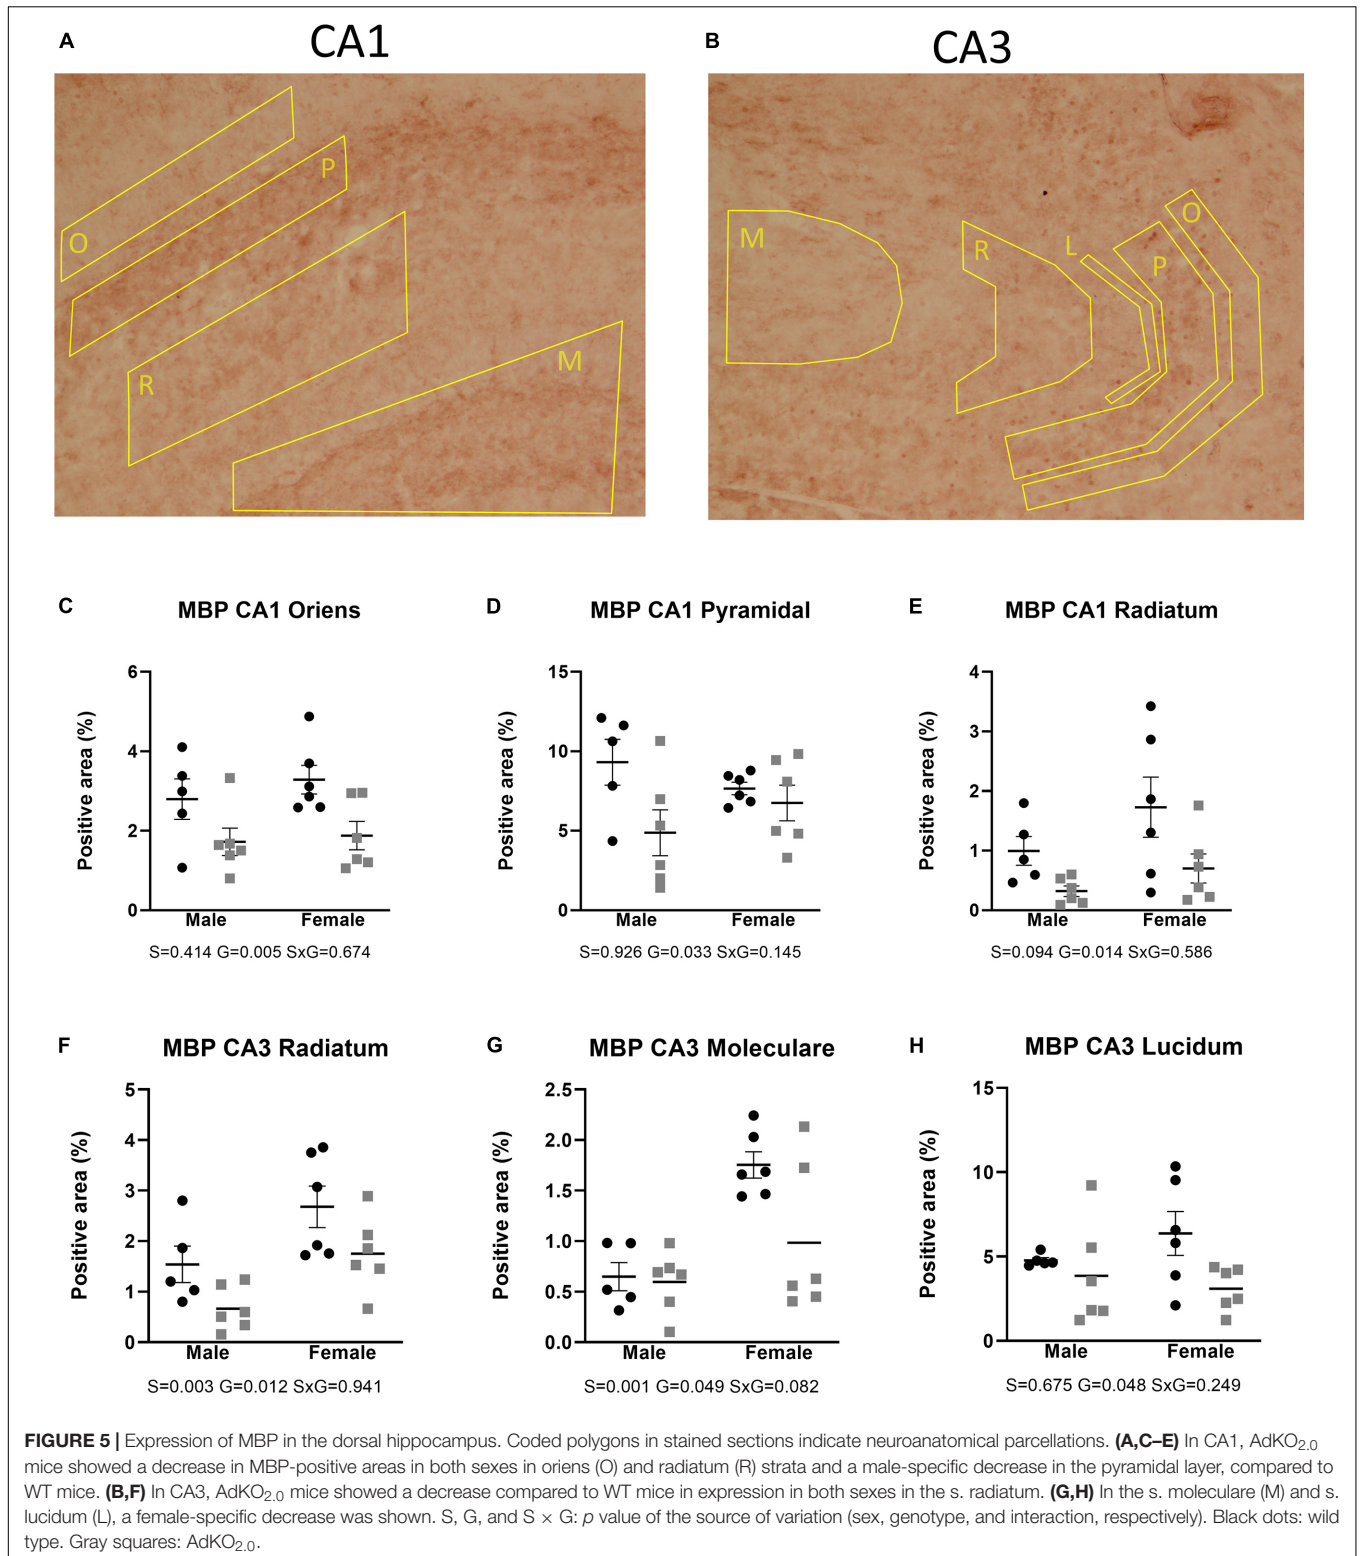 A
CA1
B
CA3
O
P
R
M
M
R
L
P
O
C
MBP CA1 Oriens
Positive area (%)
6
4
2
0
Male
Female
S=0.414 G=0.005 SxG=0.674
D
MBP CA1 Pyramidal
Positive area (%)
15
10
5
0
Male
Female
S=0.926 G=0.033 SxG=0.145
E
MBP CA1 Radiatum
Positive area (%)
4
3
2
1
0
Male
Female
S=0.094 G=0.014 SxG=0.586
F
MBP CA3 Radiatum
Positive area (%)
5
4
3
2
1
0
Male
Female
S=0.003 G=0.012 SxG=0.941
G
MBP CA3 Moleculare
Positive area (%)
2.5
2.0
1.5
1.0
0.5
0.0
Male
Female
S=0.001 G=0.049 SxG=0.082
H
MBP CA3 Lucidum
Positive area (%)
15
10
5
0
Male
Female
S=0.675 G=0.048 SxG=0.249
FIGURE 5 | Expression of MBP in the dorsal hippocampus. Coded polygons in stained sections indicate neuroanatomical parcellations. (A,C–E) In CA1, AdKO2.0
mice showed a decrease in MBP-positive areas in both sexes in oriens (O) and radiatum (R) strata and a male-specific decrease in the pyramidal layer, compared to
WT mice. (B,F) In CA3, AdKO2.0 mice showed a decrease compared to WT mice in expression in both sexes in the s. radiatum. (G,H) In the s. moleculare (M) and s.
lucidum (L), a female-specific decrease was shown. S, G, and S × G: p value of the source of variation (sex, genotype, and interaction, respectively). Black dots: wild
type. Gray squares: AdKO2.0.